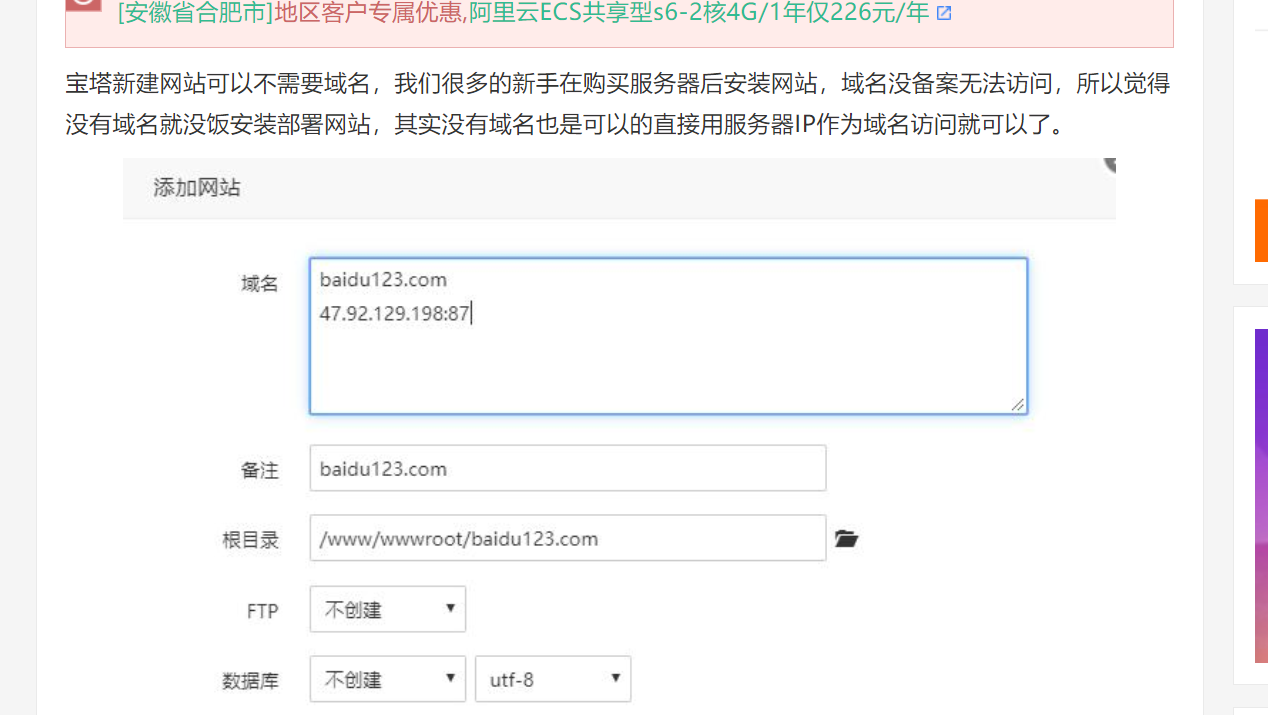 [安徽省合肥市]地区客户专属优惠,阿里云ECS共享型s6-2核4G/1年仅226元/年
宝塔新建网站可以不需要域名，我们很多的新手在购买服务器后安装网站，域名没备案无法访问，所以觉得
没有域名就没饭安装部署网站，其实没有域名也是可以的直接用服务器IP作为域名访问就可以了。
添加网站
域名
baidu123.com
47.92.129.198:87
备注
baidu123.com
根目录
/www/wwwroot/baidu123.com
FTP
不创建
数据库
不创建
utf-8